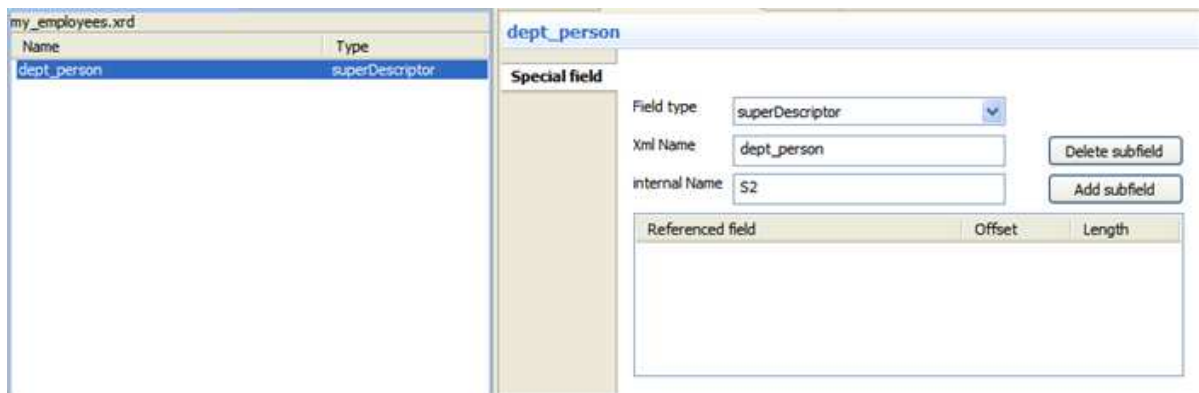 my_employees.xrd
Name Type
dept_person superDescriptor
dept_person
Special field
Field type superDescriptor
Xml Name dept_person Delete subfield
internal Name S2 Add subfield
Referenced field Offset Length